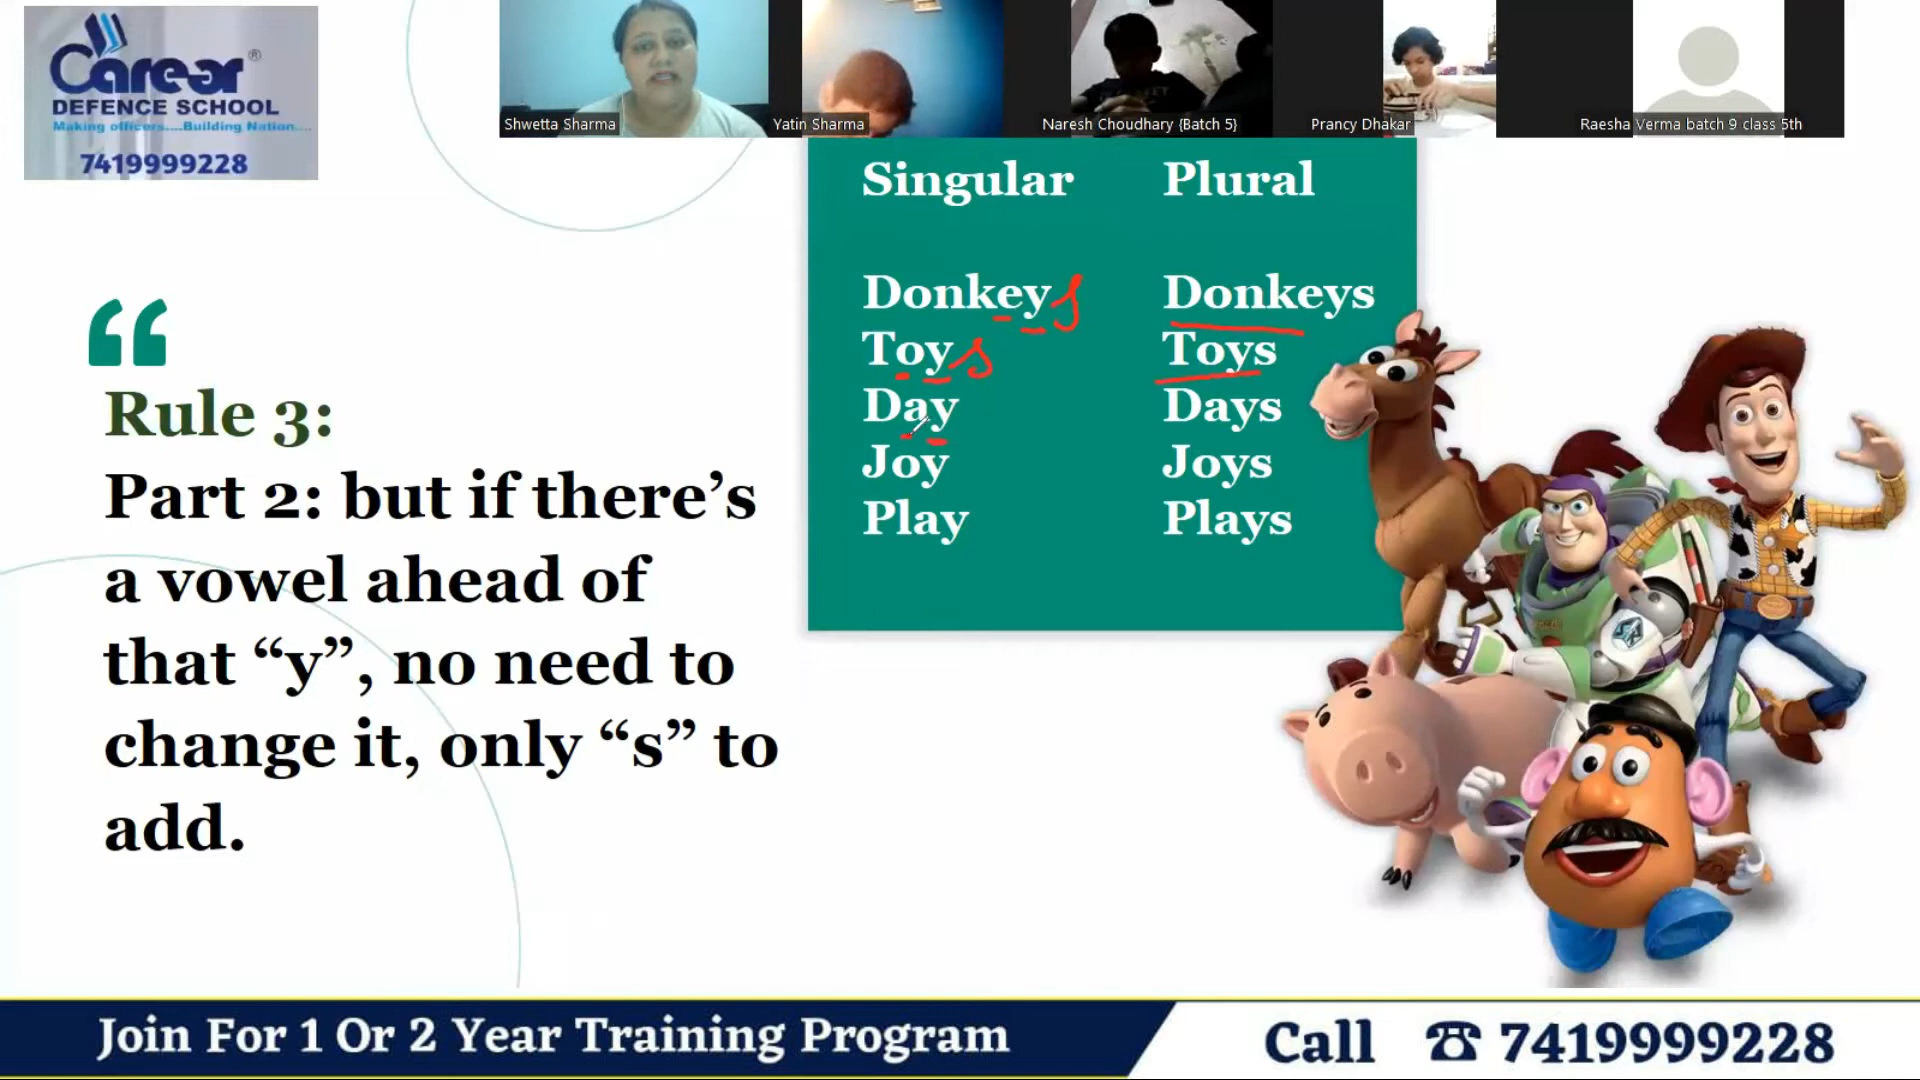 Carear ®
DEFENCE SCHOOL
Making officers....Building Nation....
7419999228
Shwetta Sharma
Yatin Sharma
Naresh Choudhary {Batch 5}
Prancy Dhakar
Raesha Verma batch 9 class 5th
Singular Plural
Donkey s Donkeys
Toy s Toys
Day Days
Joy Joys
Play Plays
“
Rule 3:
Part 2: but if there’s
a vowel ahead of
that “y”, no need to
change it, only “s” to
add.
Join For 1 Or 2 Year Training Program
Call ☎ 7419999228